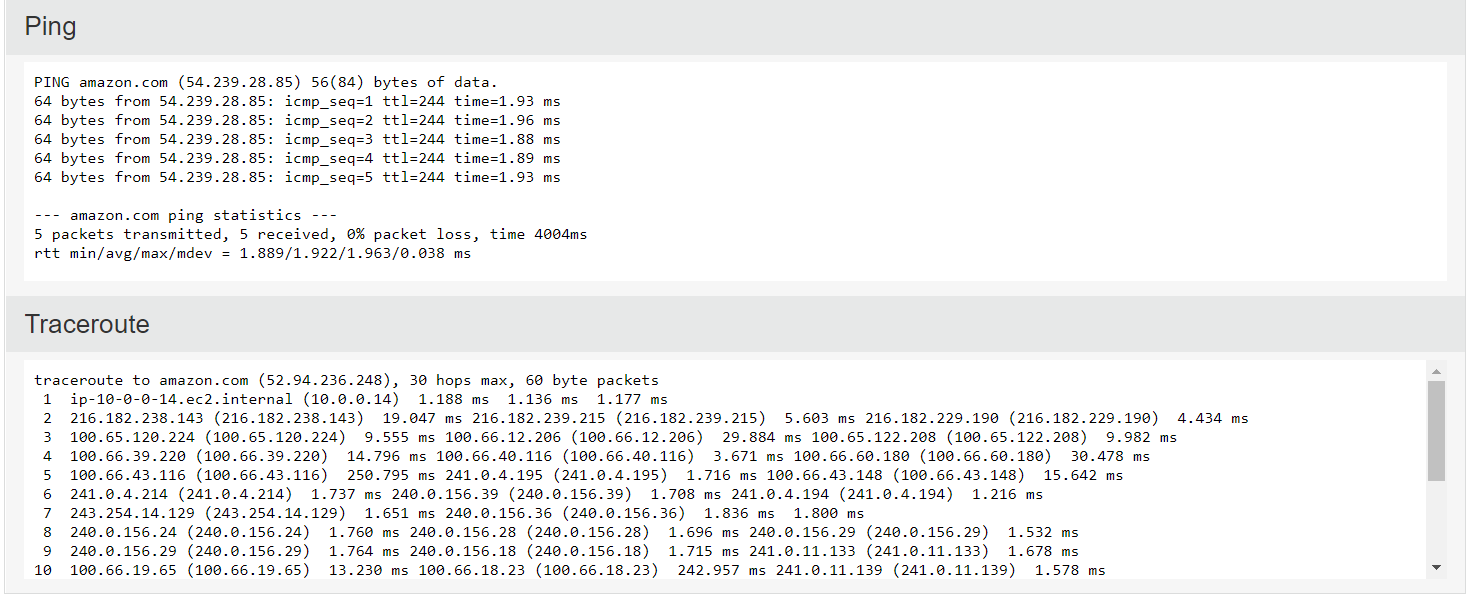 Ping
PING amazon.com (54.239.28.85) 56(84) bytes of data.
64 bytes from 54.239.28.85: icmp_seq=1 ttl=244 time=1.93 ms
64 bytes from 54.239.28.85: icmp_seq=2 ttl=244 time=1.96 ms
64 bytes from 54.239.28.85: icmp_seq=3 ttl=244 time=1.88 ms
64 bytes from 54.239.28.85: icmp_seq=4 ttl=244 time=1.89 ms
64 bytes from 54.239.28.85: icmp_seq=5 ttl=244 time=1.93 ms
--- amazon.com ping statistics ---
5 packets transmitted, 5 received, 0% packet loss, time 4004ms
rtt min/avg/max/mdev = 1.889/1.922/1.963/0.038 ms
Traceroute
traceroute to amazon.com (52.94.236.248), 30 hops max, 60 byte packets
1  ip-10-0-0-14.ec2.internal (10.0.0.14)  1.188 ms  1.136 ms  1.177 ms
2  216.182.238.143 (216.182.238.143)  19.047 ms 216.182.239.215 (216.182.239.215)  5.603 ms 216.182.229.190 (216.182.229.190)  4.434 ms
3  100.65.120.224 (100.65.120.224)  9.555 ms 100.66.12.206 (100.66.12.206)  29.884 ms 100.65.122.208 (100.65.122.208)  9.982 ms
4  100.66.39.220 (100.66.39.220)  14.796 ms 100.66.40.116 (100.66.40.116)  3.671 ms 100.66.60.180 (100.66.60.180)  30.478 ms
5  100.66.43.116 (100.66.43.116)  250.795 ms 241.0.4.195 (241.0.4.195)  1.716 ms 100.66.43.148 (100.66.43.148)  15.642 ms
6  241.0.4.214 (241.0.4.214)  1.737 ms 240.0.156.39 (240.0.156.39)  1.708 ms 241.0.4.194 (241.0.4.194)  1.216 ms
7  243.254.14.129 (243.254.14.129)  1.651 ms 240.0.156.36 (240.0.156.36)  1.836 ms  1.800 ms
8  240.0.156.24 (240.0.156.24)  1.760 ms 240.0.156.28 (240.0.156.28)  1.696 ms 240.0.156.29 (240.0.156.29)  1.532 ms
9  240.0.156.29 (240.0.156.29)  1.764 ms 240.0.156.18 (240.0.156.18)  1.715 ms 241.0.11.133 (241.0.11.133)  1.678 ms
10  100.66.19.65 (100.66.19.65)  13.230 ms 100.66.18.23 (100.66.18.23)  242.957 ms 241.0.11.139 (241.0.11.139)  1.578 ms